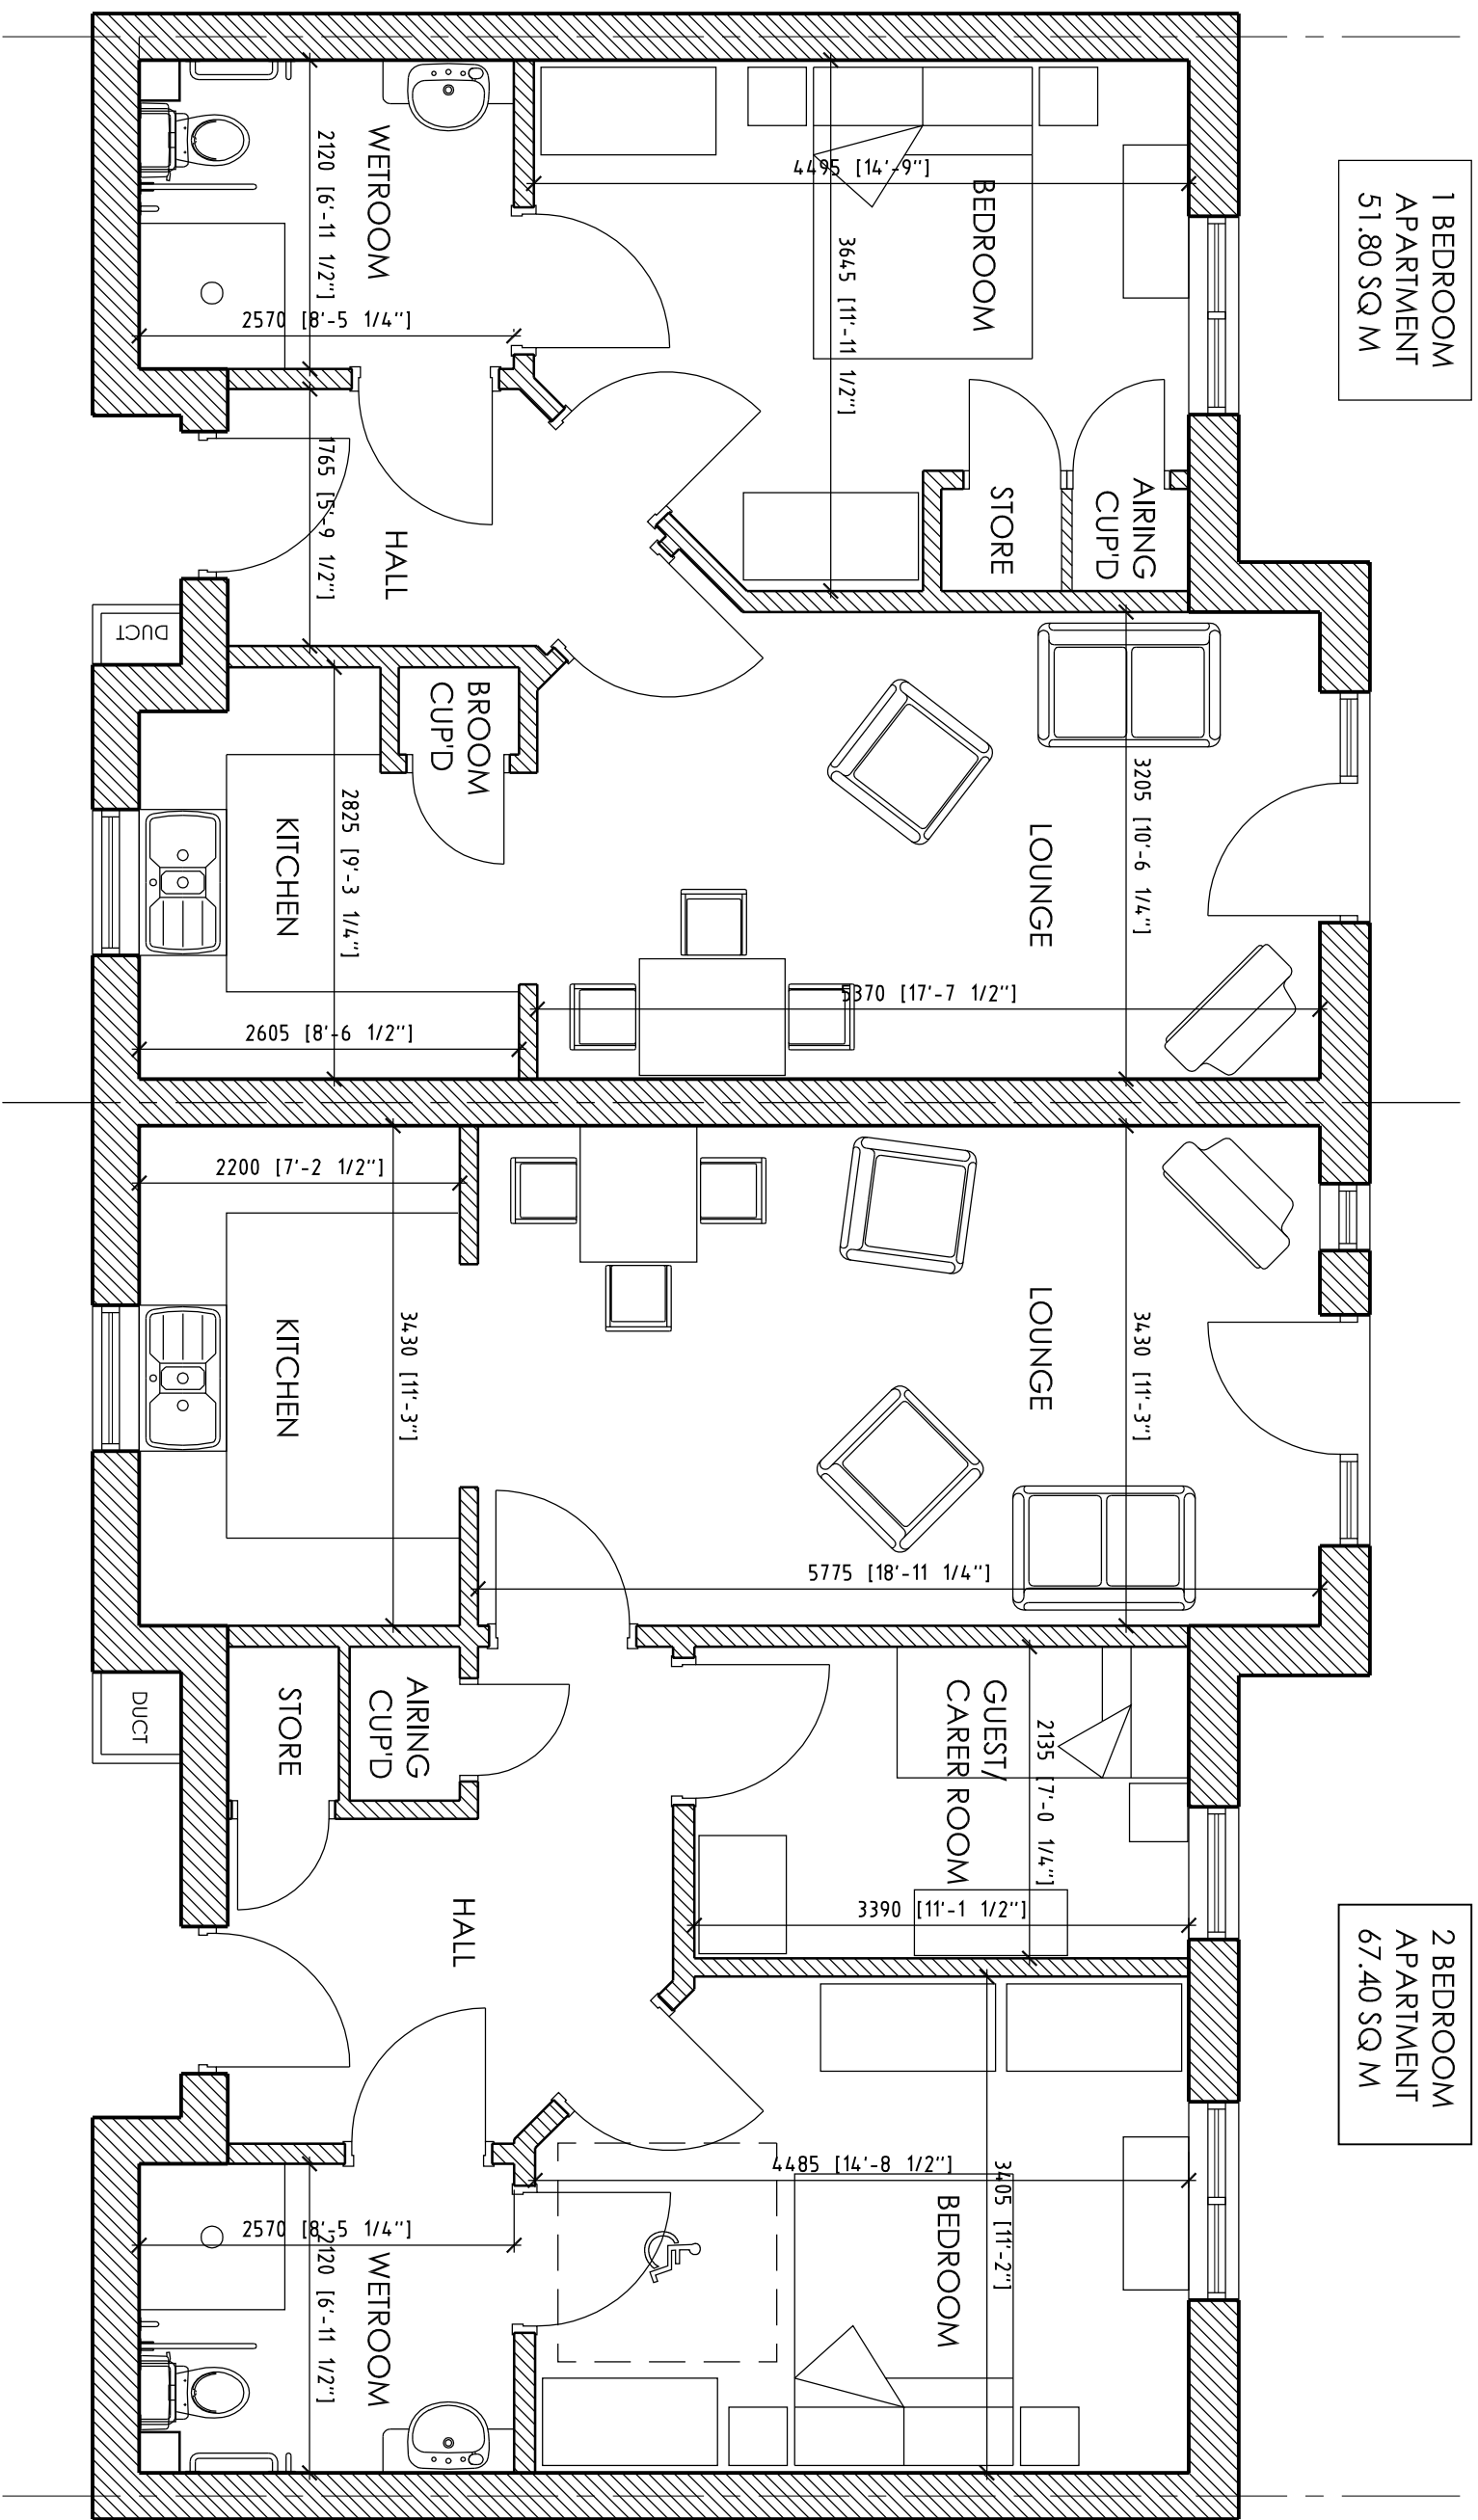 1 BEDROOM
APARTMENT
51.80 SQ M
WETROOM
2120 [6'-11 1/2"]
2570 [8'-5 1/4"]
BEDROOM
4495 [14'-9"]
3645 [11'-11 1/2"]
STORE
AIRING
CUP'D
HALL
1765 [5'-9 1/2"]
DUCT
BROOM
CUP'D
KITCHEN
2825 [9'-3 1/4"]
2605 [8'-6 1/2"]
LOUNGE
3205 [10'-6 1/4"]
5370 [17'-7 1/2"]
2200 [7'-2 1/2"]
KITCHEN
3430 [11'-3"]
LOUNGE
3430 [11'-3"]
5775 [18'-11 1/4"]
DUCT
STORE
AIRING
CUP'D
GUEST/
CARER ROOM
2135 [7'-0 1/4"]
3390 [11'-1 1/2"]
HALL
2 BEDROOM
APARTMENT
67.40 SQ M
4485 [14'-8 1/2"]
3405 [11'-2"]
BEDROOM
2570 [8'-5 1/4"]
2120 [6'-11 1/2"]
WETROOM